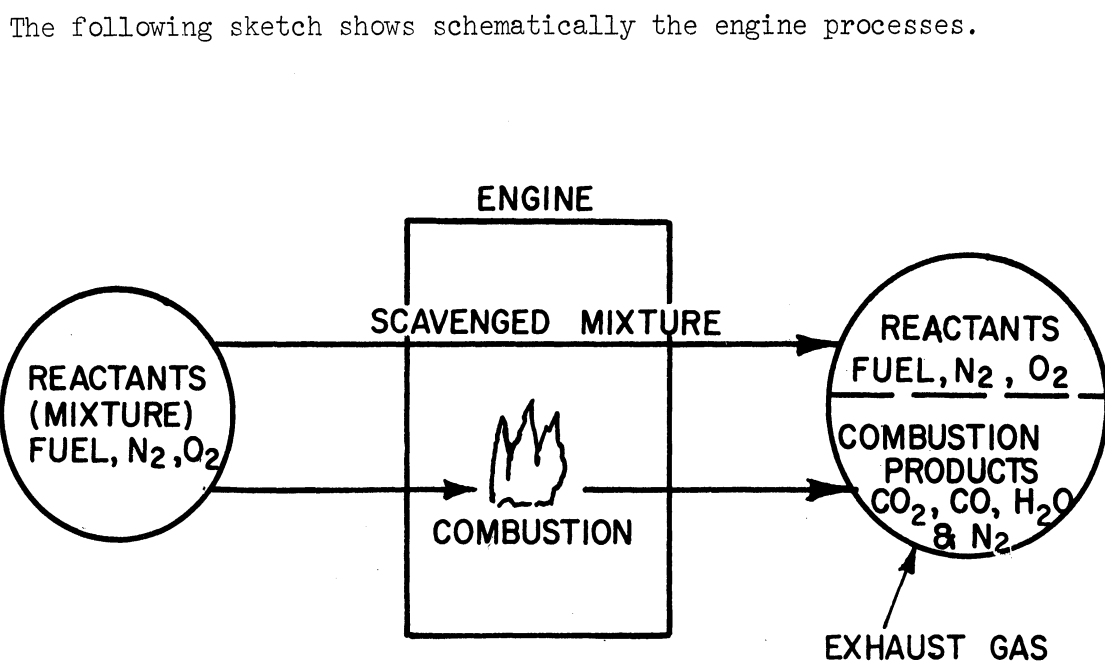 The following sketch shows schematically the engine processes.
ENGINE
SCAVENGED MIXTURE
REACTANTS
(MIXTURE)
FUEL, N2, O2
COMBUSTION
REACTANTS
FUEL, N2, O2
COMBUSTION
PRODUCTS
CO2, CO, H2O
& N2
EXHAUST GAS